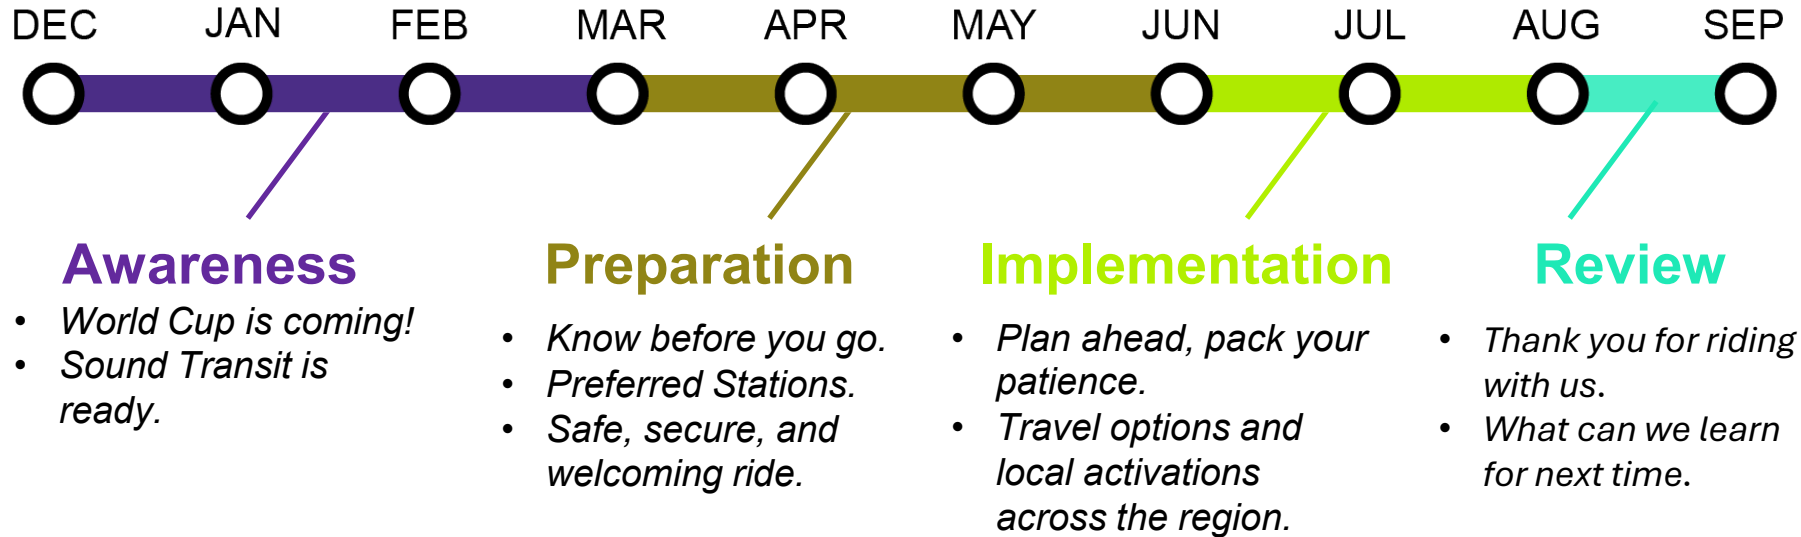 DEC JAN FEB MAR APR MAY JUN JUL AUG SEP
Awareness
• World Cup is coming!
• Sound Transit is
ready.
Preparation
• Know before you go.
• Preferred Stations.
• Safe, secure, and
welcoming ride.
Implementation
• Plan ahead, pack your
patience.
• Travel options and
local activations
across the region.
Review
• Thank you for riding
with us.
• What can we learn
for next time.